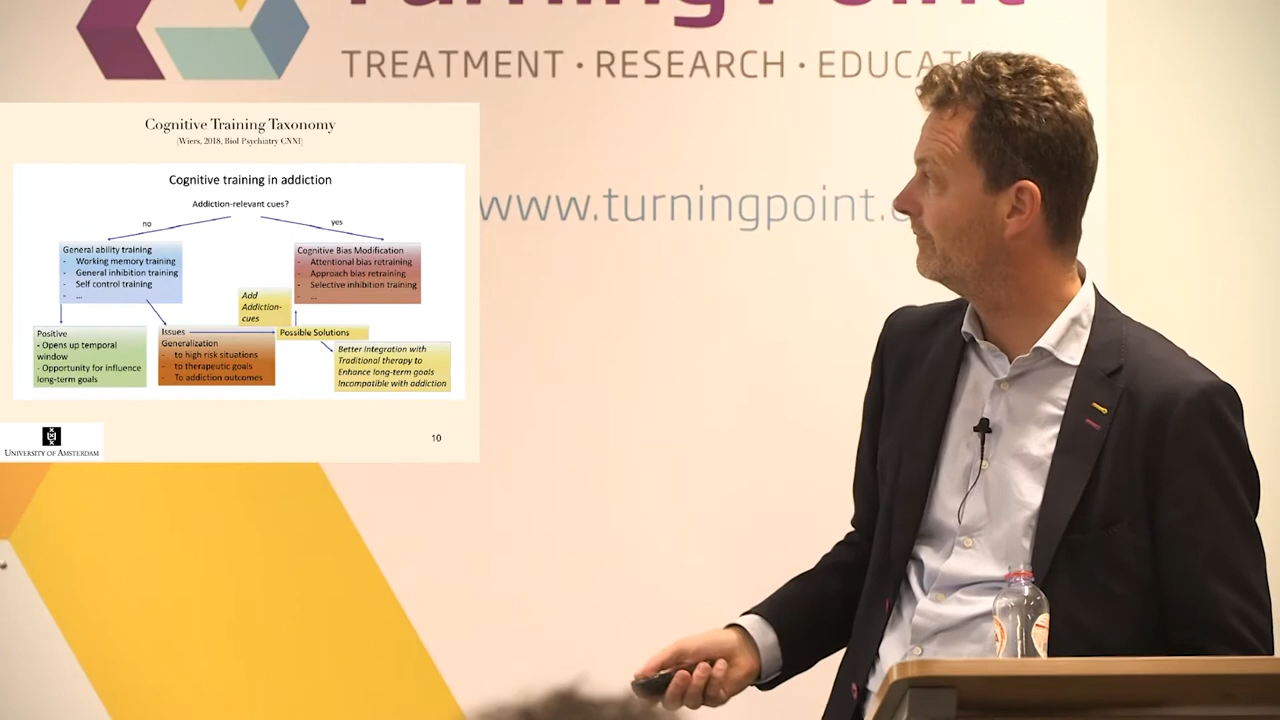 TurningPoint
TREATMENT · RESEARCH · EDUCATI
www.turningpoint.
Cognitive Training Taxonomy
(Wiers, 2018, Biol Psychiatry CNNI)
Cognitive training in addiction
Addiction-relevant cues?
no
yes
General ability training
- Working memory training
- General inhibition training
- Self control training
- ...
Cognitive Bias Modification
- Attentional bias retraining
- Approach bias retraining
- Selective inhibition training
- ...
Add
Addiction-
cues
Positive
- Opens up temporal
window
- Opportunity for influence
long-term goals
Issues
Generalization
- to high risk situations
- to therapeutic goals
- To addiction outcomes
Possible Solutions
Better Integration with
Traditional therapy to
Enhance long-term goals
Incompatible with addiction
UNIVERSITY OF AMSTERDAM
10